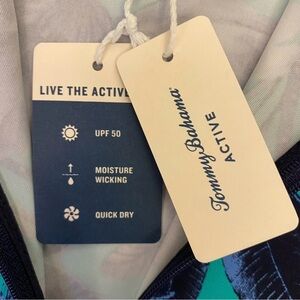 LIVE THE ACTIVE
UPF 50
MOISTURE
WICKING
QUICK DRY
Tommy Bahama
ACTIVE